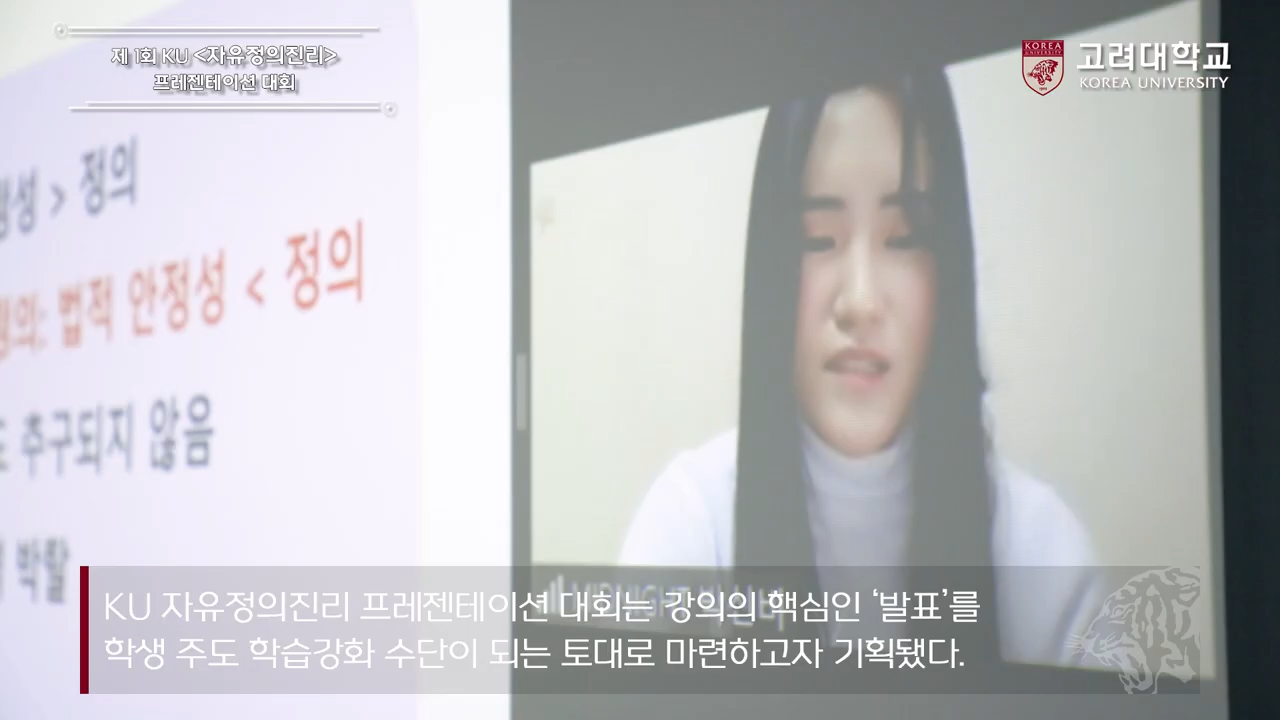 제 1회 KU <자유정의진리>
프레젠테이션 대회
KOREA
UNIVERSITY
고려대학교
KOREA UNIVERSITY
> 정의
법적 안정성 < 정의
추구되지 않음
박탈
KU 자유정의진리 프레젠테이션 대회는 강의의 핵심인 ‘발표’를
학생 주도 학습강화 수단이 되는 토대로 마련하고자 기획됐다.